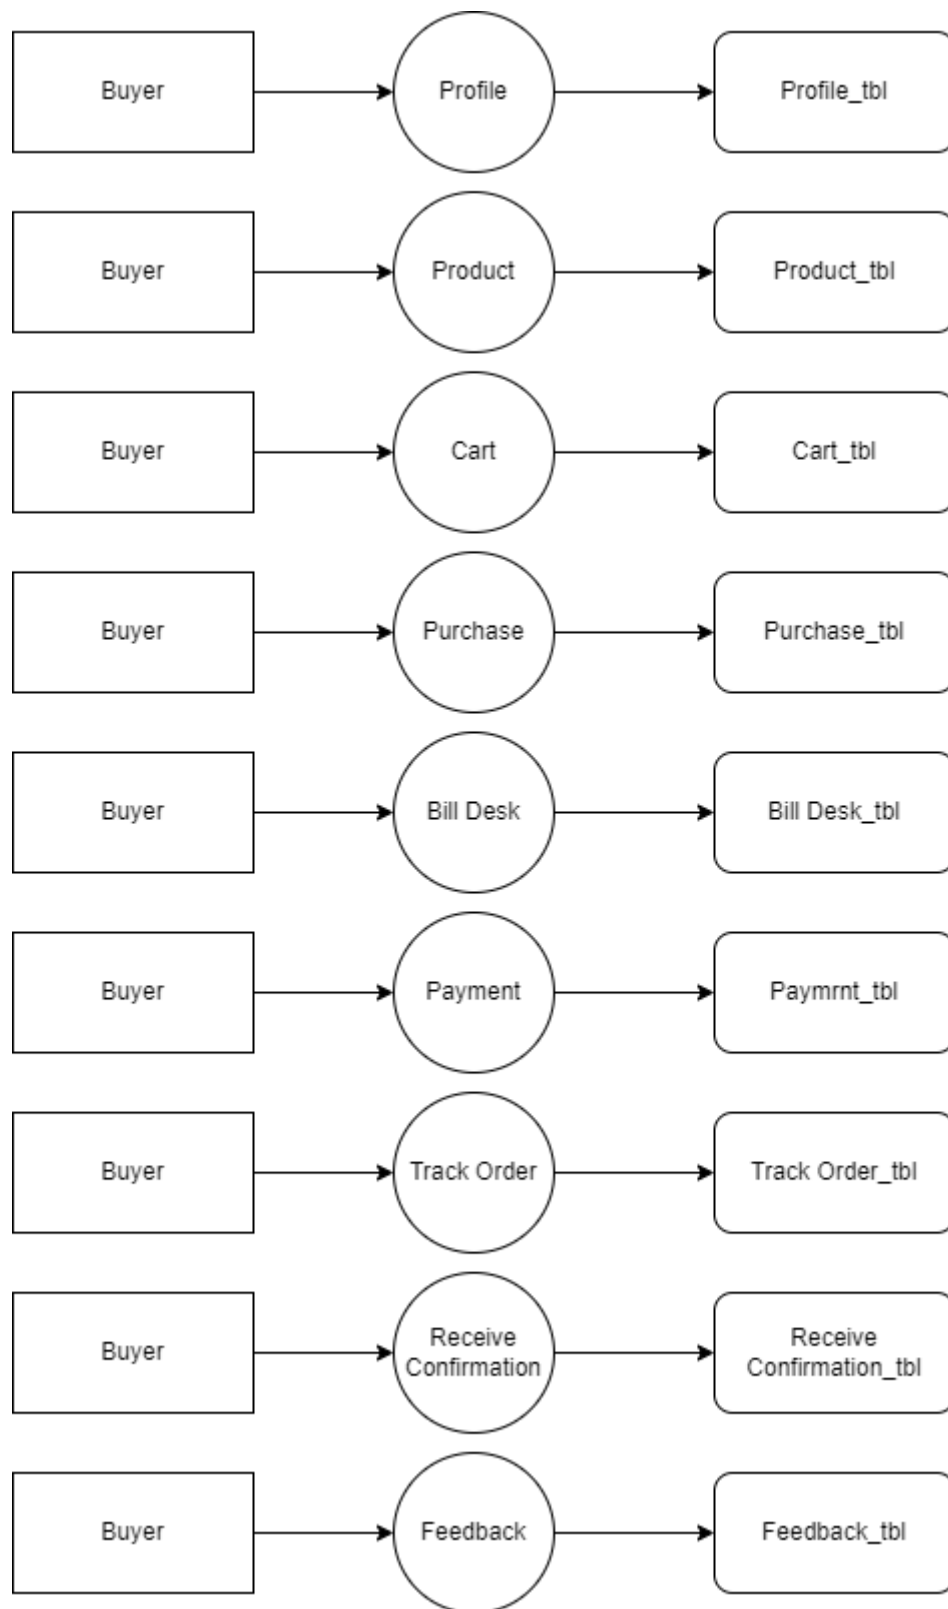 Buyer
Profile
Profile_tbl
Buyer
Product
Product_tbl
Buyer
Cart
Cart_tbl
Buyer
Purchase
Purchase_tbl
Buyer
Bill Desk
Bill Desk_tbl
Buyer
Payment
Paymrnt_tbl
Buyer
Track Order
Track Order_tbl
Buyer
Receive
Confirmation
Receive
Confirmation_tbl
Buyer
Feedback
Feedback_tbl